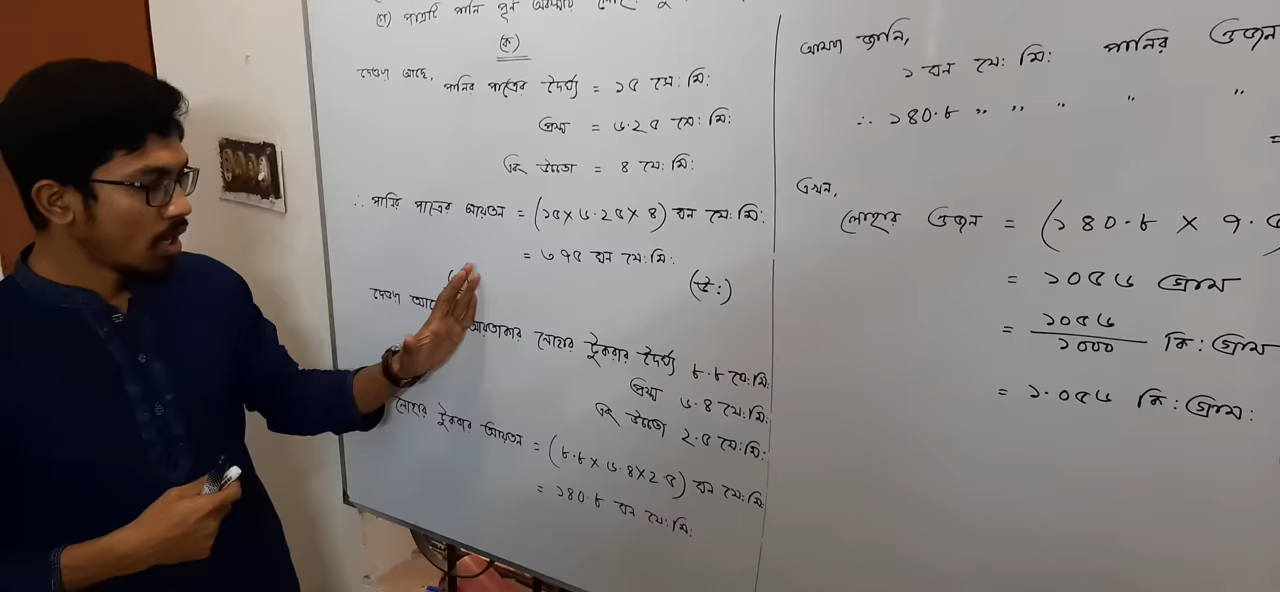 (গ) পাত্রটি পানি পূর্ণ অবস্থায়
(ক)
দেওয়া আছে, পানির পাত্রের দৈর্ঘ্য = ১৫ সে: মি:
প্রস্থ = ৬.২৫ সে: মি:
এবং উচ্চতা = ৪ সে: মি:
∴ পানির পাত্রের আয়তন = (১৫ × ৬.২৫ × ৪) ঘন সে: মি:
= ৩৭৫ ঘন সে: মি:
(উ:)
দেওয়া আছে
আয়তাকার লোহার টুকরার দৈর্ঘ্য ৮.৮ সে: মি:
প্রস্থ ৬.৪ সে: মি:
এবং উচ্চতা ২.৫ সে: মি:
লোহার টুকরার আয়তন = (৮.৮ × ৬.৪ × ২.৫) ঘন সে: মি:
= ১৪০.৮ ঘন সে: মি:
আমরা জানি,
১ ঘন সে: মি: পানির ওজন
∴ ১৪০.৮ " " " " "
=
এখন,
লোহার ওজন = (১৪০.৮ × ৭.৫
= ১০৫৬ গ্রাম
= ১০৫৬
১০০০ কি: গ্রাম
= ১.০৫৬ কি: গ্রাম: